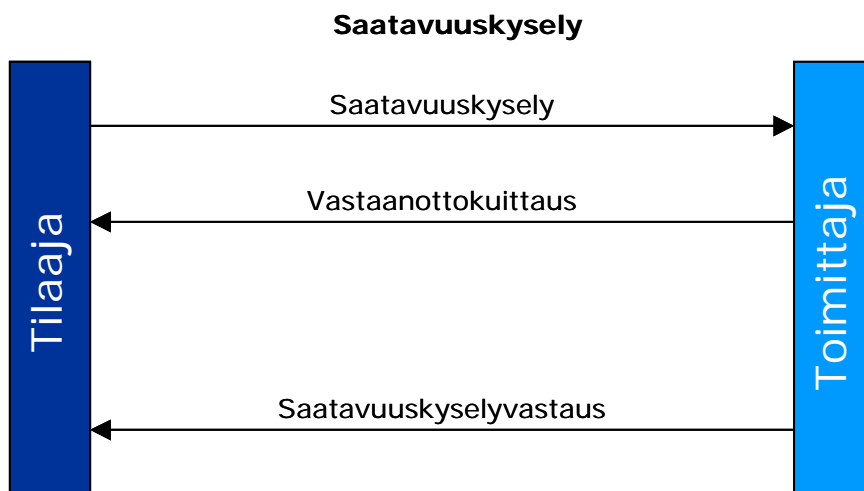 Saatavuuskysely
Saatavuuskysely
Vastaanottokuittaus
Tilaaja
Toimittaja
Saatavuuskyselyvastaus